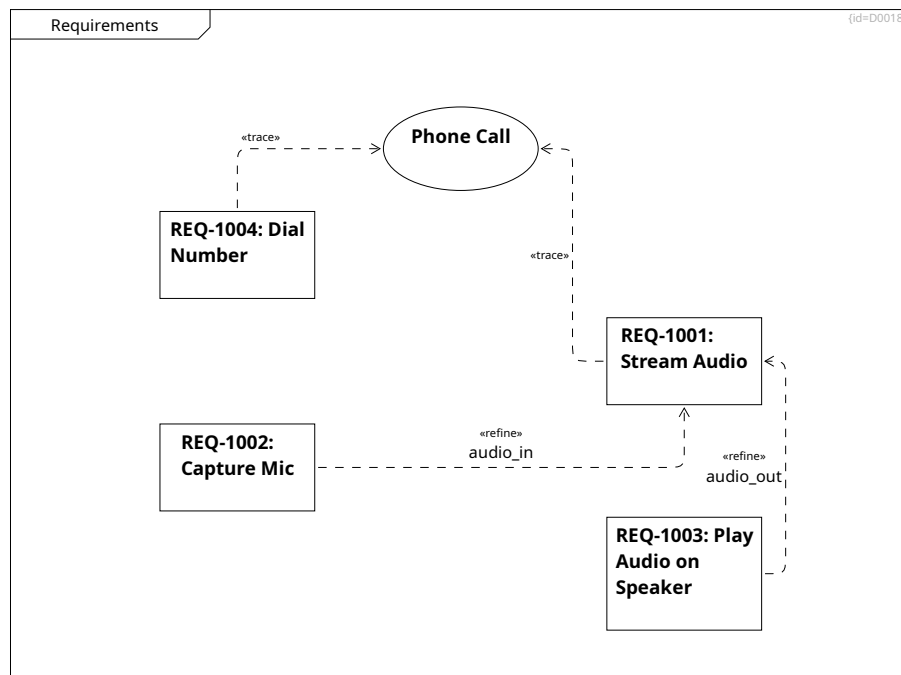 Requirements
{id=D0018
«trace»
Phone Call
REQ-1004: Dial
Number
«trace»
REQ-1001:
Stream Audio
REQ-1002:
Capture Mic
«refine»
audio_in
«refine»
audio_out
REQ-1003: Play
Audio on
Speaker